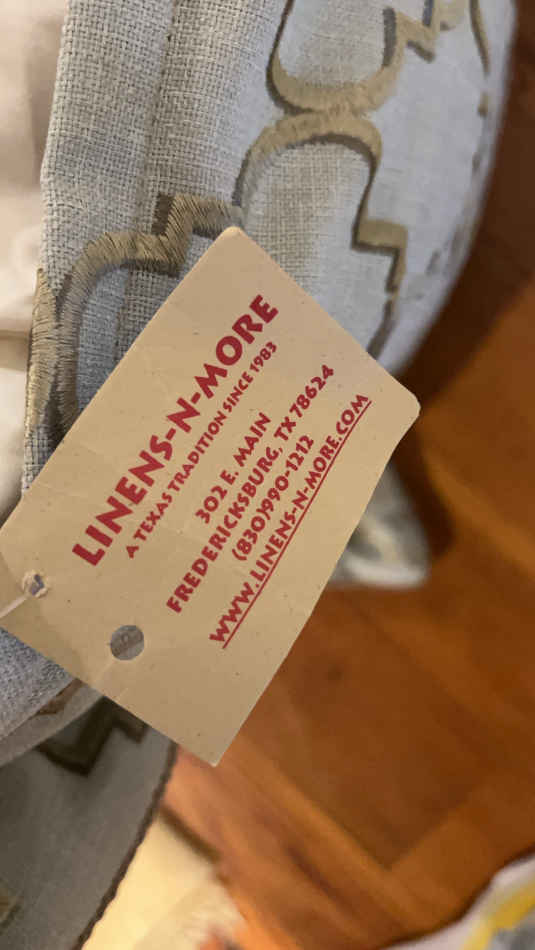 LINENS-N-MORE
A TEXAS TRADITION SINCE 1983
302 E. MAIN
FREDERICKSBURG, TX 78624
(830)990-1212
WWW.LINENS-N-MORE.COM